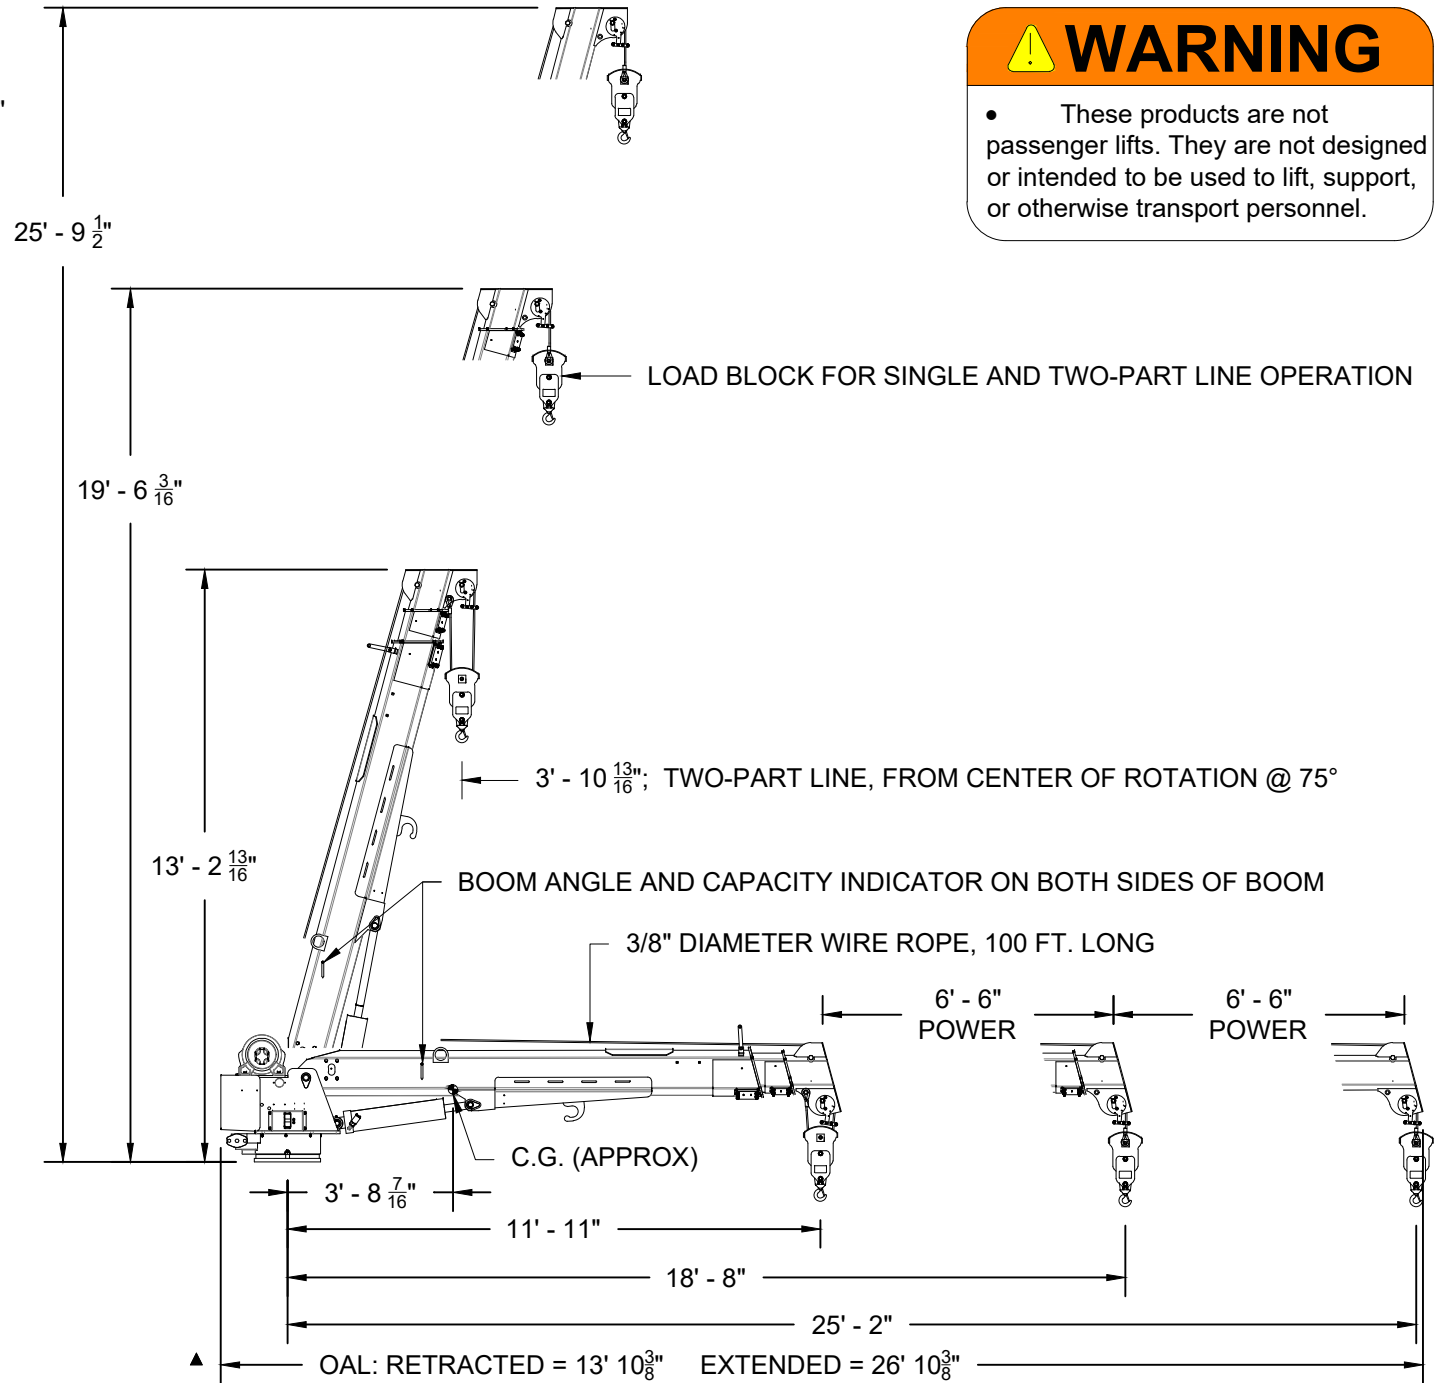 WARNING
• These products are not
passenger lifts. They are not designed
or intended to be used to lift, support,
or otherwise transport personnel.
25' - 9 1/2"
LOAD BLOCK FOR SINGLE AND TWO-PART LINE OPERATION
19' - 6 3/16"
3' - 10 13/16"; TWO-PART LINE, FROM CENTER OF ROTATION @ 75°
13' - 2 13/16"
BOOM ANGLE AND CAPACITY INDICATOR ON BOTH SIDES OF BOOM
3/8" DIAMETER WIRE ROPE, 100 FT. LONG
6' - 6"
POWER
6' - 6"
POWER
C.G. (APPROX)
3' - 8 7/16"
11' - 11"
18' - 8"
25' - 2"
▲ OAL: RETRACTED = 13' 10 3/8" EXTENDED = 26' 10 3/8"